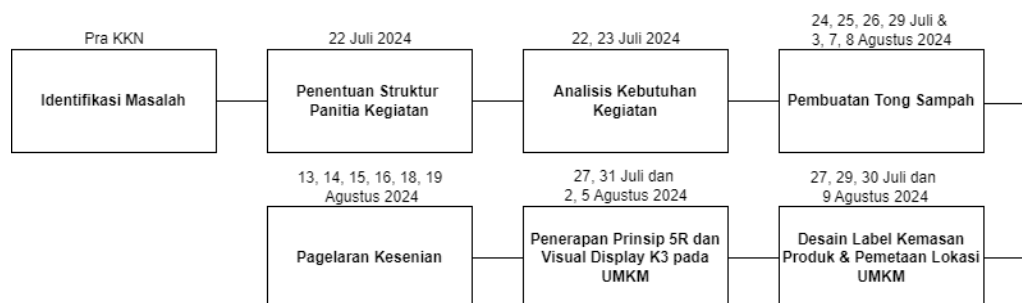 Pra KKN
Identifikasi Masalah
22 Juli 2024
Penentuan Struktur
Panitia Kegiatan
22, 23 Juli 2024
Analisis Kebutuhan
Kegiatan
24, 25, 26, 29 Juli &
3, 7, 8 Agustus 2024
Pembuatan Tong Sampah
13, 14, 15, 16, 18, 19
Agustus 2024
Pagelaran Kesenian
27, 31 Juli dan
2, 5 Agustus 2024
Penerapan Prinsip 5R dan
Visual Display K3 pada
UMKM
27, 29, 30 Juli dan
9 Agustus 2024
Desain Label Kemasan
Produk & Pemetaan Lokasi
UMKM